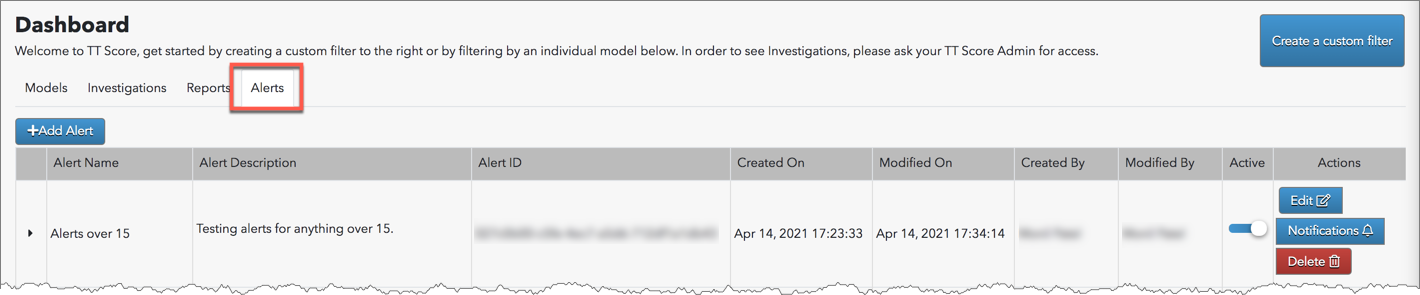 Dashboard
Welcome to TT Score, get started by creating a custom filter to the right or by filtering by an individual model below. In order to see Investigations, please ask your TT Score Admin for access.
Create a custom filter
Models Investigations Reports Alerts
+Add Alert
Alert Name Alert Description Alert ID Created On Modified On Created By Modified By Active Actions
Alerts over 15 Testing alerts for anything over 15. Apr 14, 2021 17:23:33 Apr 14, 2021 17:34:14
Edit
Notifications
Delete